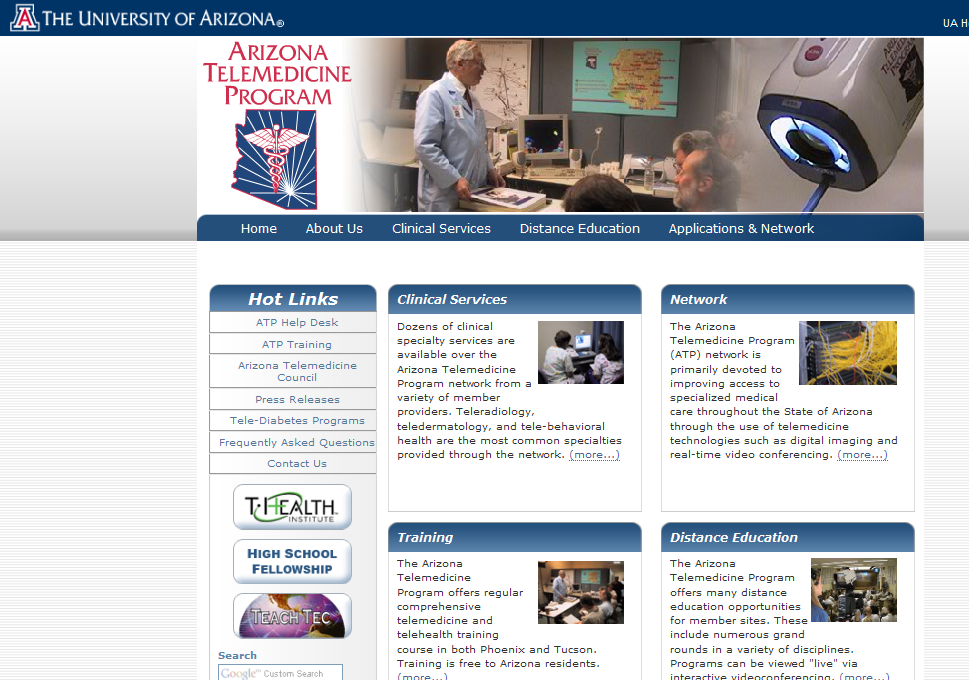 THE UNIVERSITY OF ARIZONA®
UA H
ARIZONA
TELEMEDICINE
PROGRAM
Home
About Us
Clinical Services
Distance Education
Applications & Network
Hot Links
ATP Help Desk
ATP Training
Arizona Telemedicine
Council
Press Releases
Tele-Diabetes Programs
Frequently Asked Questions
Contact Us
T-HEALTH
INSTITUTE
HIGH SCHOOL
FELLOWSHIP
TEACH TEC
Search
Google™ Custom Search
Clinical Services
Dozens of clinical
specialty services are
available over the
Arizona Telemedicine
Program network from a
variety of member
providers. Teleradiology,
teledermatology, and tele-behavioral
health are the most common specialties
provided through the network. (more...)
Network
The Arizona
Telemedicine Program
(ATP) network is
primarily devoted to
improving access to
specialized medical
care throughout the State of Arizona
through the use of telemedicine
technologies such as digital imaging and
real-time video conferencing. (more...)
Training
The Arizona
Telemedicine
Program offers regular
comprehensive
telemedicine and
telehealth training
course in both Phoenix and Tucson.
Training is free to Arizona residents.
(more...)
Distance Education
The Arizona
Telemedicine Program
offers many distance
education opportunities
for member sites. These
include numerous grand
rounds in a variety of disciplines.
Programs can be viewed "live" via
interactive videoconferencing. (more...)